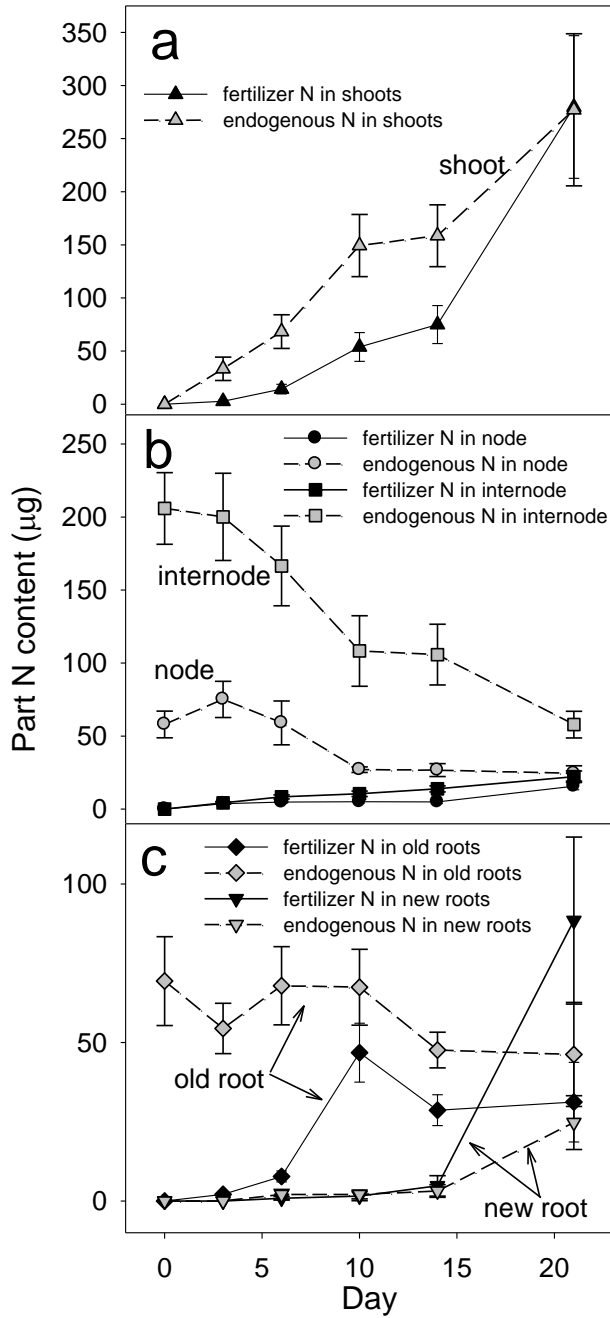 a
350
300
250
200
150
100
50
0
fertilizer N in shoots
endogenous N in shoots
shoot
b
250
200
150
100
50
0
fertilizer N in node
endogenous N in node
fertilizer N in internode
endogenous N in internode
internode
node
Part N content (μg)
c
100
50
0
fertilizer N in old roots
endogenous N in old roots
fertilizer N in new roots
endogenous N in new roots
old root
new root
0 5 10 15 20
Day